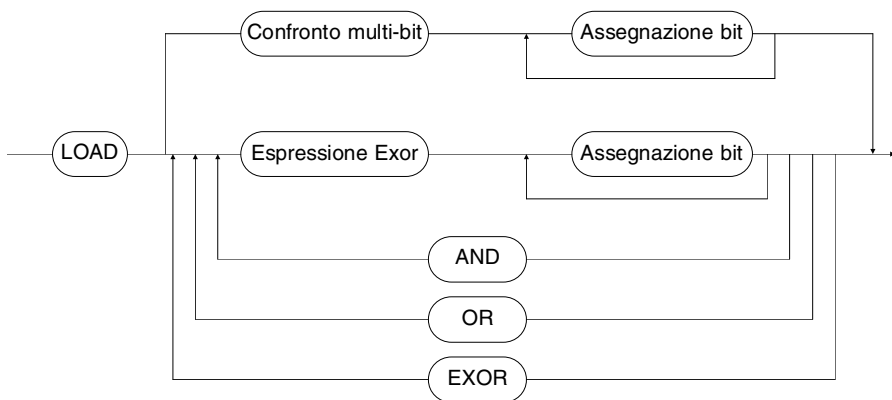 Confronto multi-bit
Assegnazione bit
LOAD
Espressione Exor
Assegnazione bit
AND
OR
EXOR